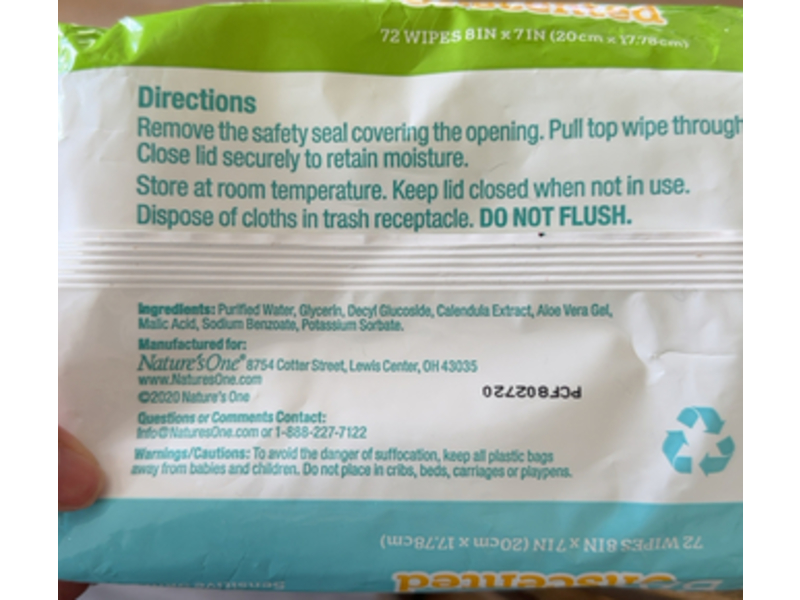 Unscented
72 WIPES 8IN x 7IN (20cm x 17.78cm)
Directions
Remove the safety seal covering the opening. Pull top wipe through
Close lid securely to retain moisture.
Store at room temperature. Keep lid closed when not in use.
Dispose of cloths in trash receptacle. DO NOT FLUSH.
Ingredients: Purified Water, Glycerin, Decyl Glucoside, Calendula Extract, Aloe Vera Gel,
Malic Acid, Sodium Benzoate, Potassium Sorbate.
Manufactured for:
Nature'sOne® 8754 Cotter Street, Lewis Center, OH 43035
www.NaturesOne.com
©2020 Nature's One
PCF802720
Questions or Comments Contact:
Info@NaturesOne.com or 1-888-227-7122
Warnings/Cautions: To avoid the danger of suffocation, keep all plastic bags
away from babies and children. Do not place in cribs, beds, carriages or playpens.
72 WIPES 8IN x 7IN (20cm x 17.78cm)
Unscented
Sensitive